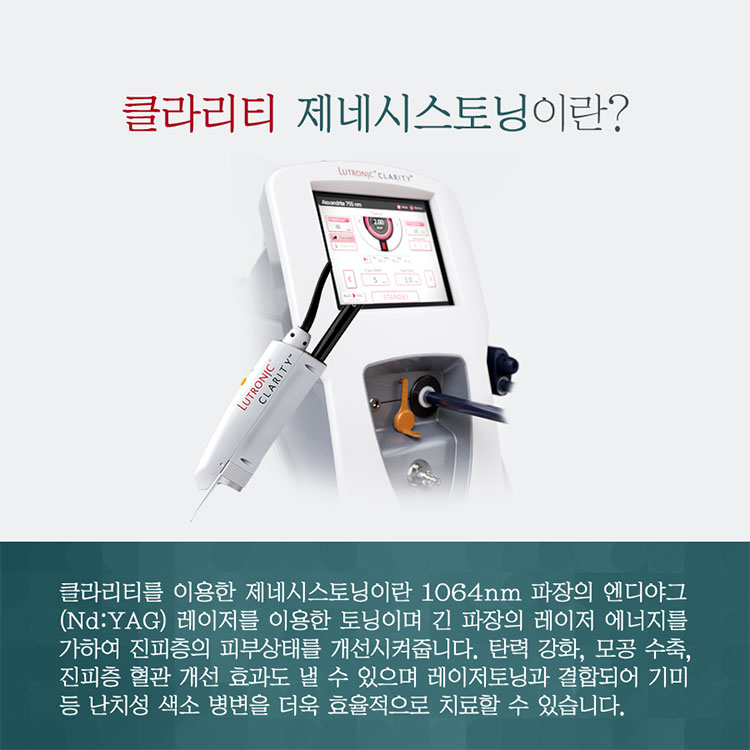 클라리티 제네시스토닝이란?
LUTRONIC CLARITY™
Alexandrite 755 nm
2.00
5
1.0
STANDBY
LUTRONIC
CLARITY™
클라리티를 이용한 제네시스토닝이란 1064nm 파장의 엔디야그
(Nd:YAG) 레이저를 이용한 토닝이며 긴 파장의 레이저 에너지를
가하여 진피층의 피부상태를 개선시켜줍니다. 탄력 강화, 모공 수축,
진피층 혈관 개선 효과도 낼 수 있으며 레이저토닝과 결합되어 기미
등 난치성 색소 병변을 더욱 효율적으로 치료할 수 있습니다.